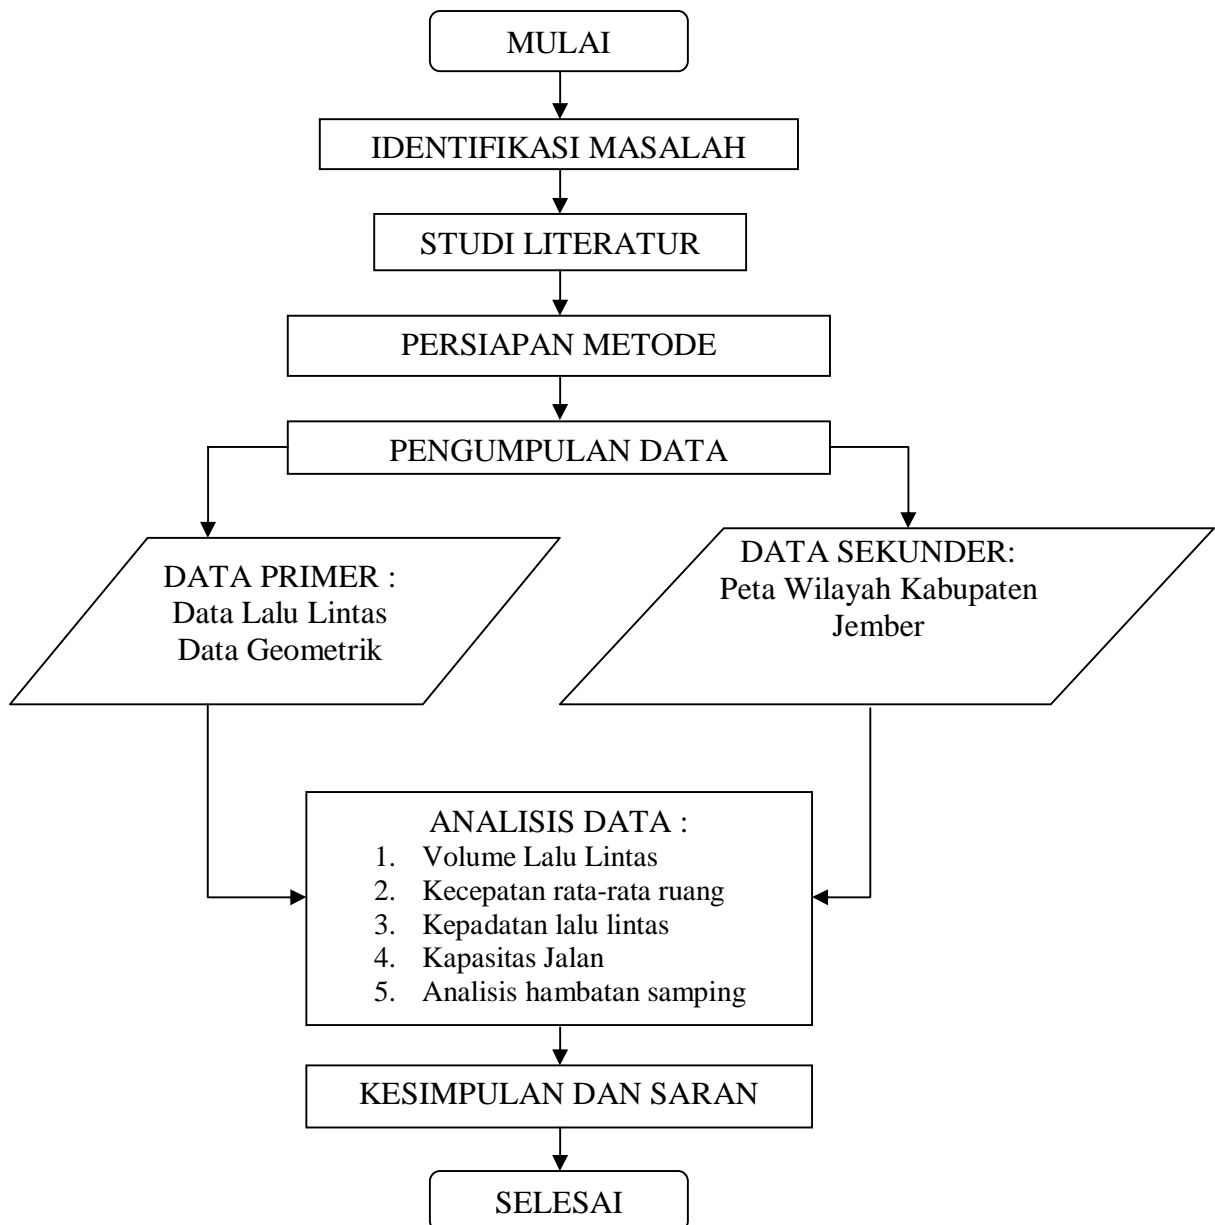 MULAI
IDENTIFIKASI MASALAH
STUDI LITERATUR
PERSIAPAN METODE
PENGUMPULAN DATA
DATA PRIMER :
Data Lalu Lintas
Data Geometrik
DATA SEKUNDER:
Peta Wilayah Kabupaten
Jember
ANALISIS DATA :
1. Volume Lalu Lintas
2. Kecepatan rata-rata ruang
3. Kepadatan lalu lintas
4. Kapasitas Jalan
5. Analisis hambatan samping
KESIMPULAN DAN SARAN
SELESAI